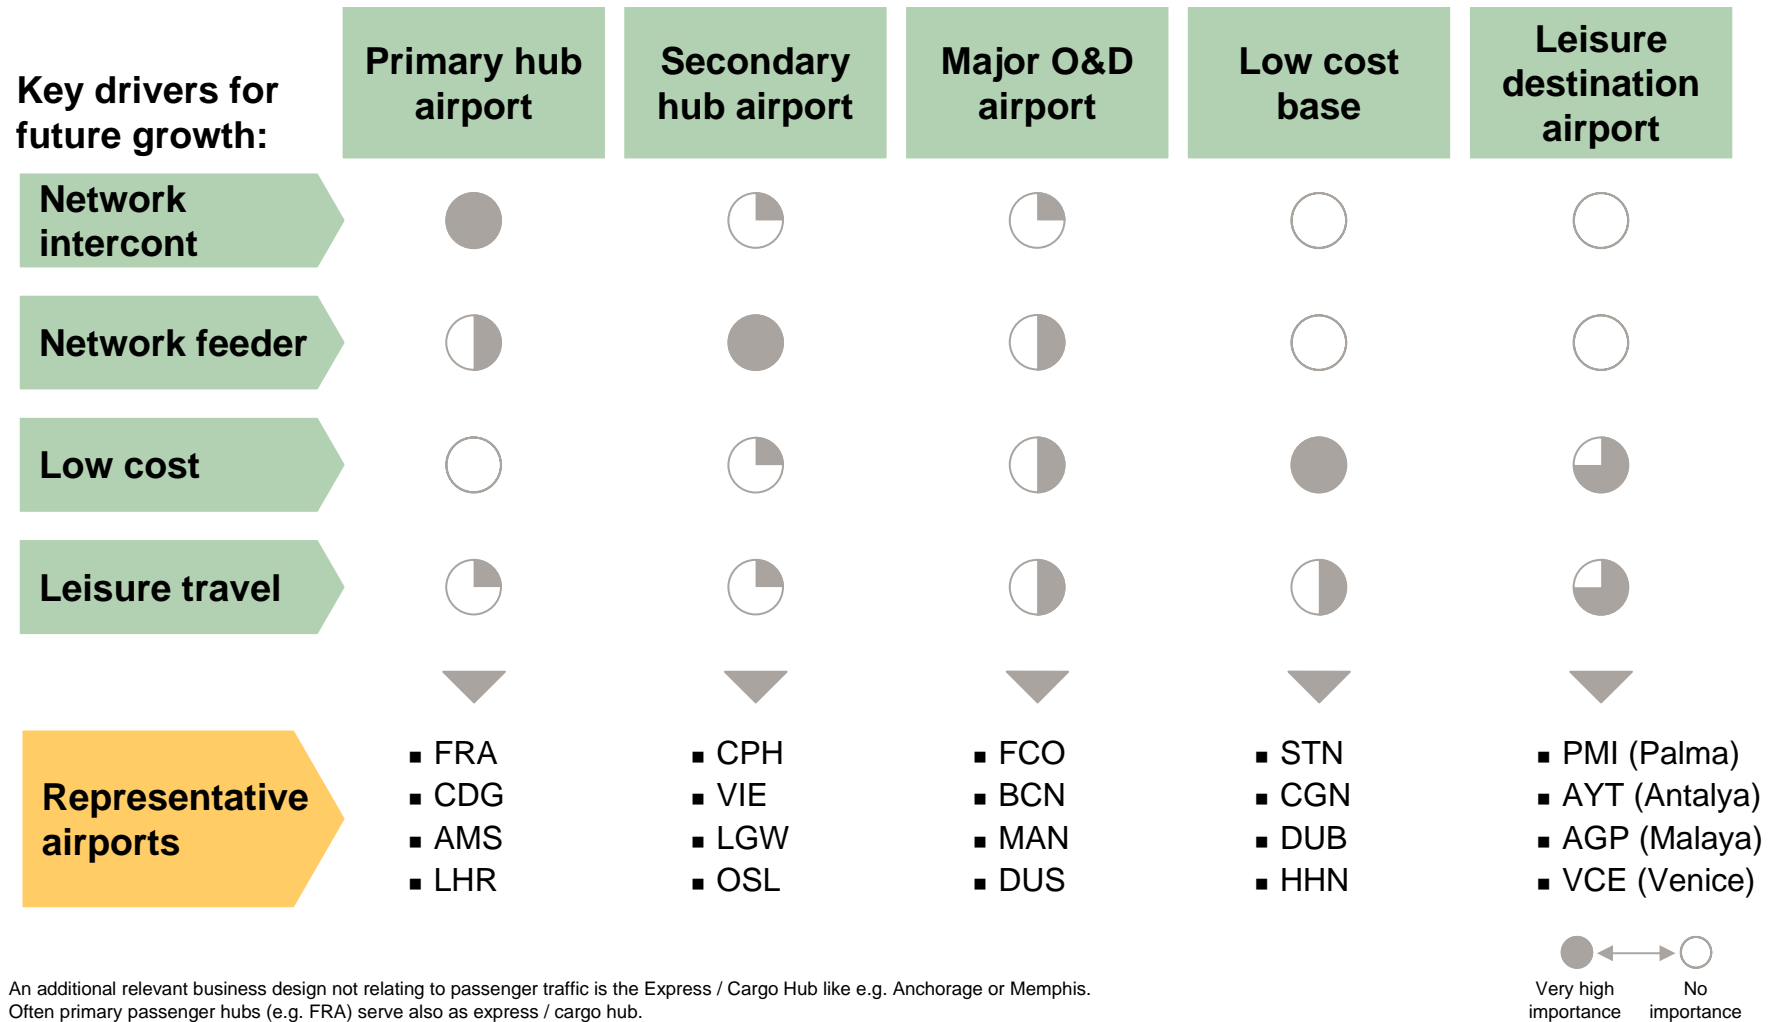 Key drivers for
future growth:
Primary hub
airport
Secondary
hub airport
Major O&D
airport
Low cost
base
Leisure
destination
airport
Network
intercont
Network feeder
Low cost
Leisure travel
Representative
airports
FRA
CDG
AMS
LHR
CPH
VIE
LGW
OSL
FCO
BCN
MAN
DUS
STN
CGN
DUB
HHN
PMI (Palma)
AYT (Antalya)
AGP (Malaya)
VCE (Venice)
Very high
importance
No
importance
An additional relevant business design not relating to passenger traffic is the Express / Cargo Hub like e.g. Anchorage or Memphis.
Often primary passenger hubs (e.g. FRA) serve also as express / cargo hub.